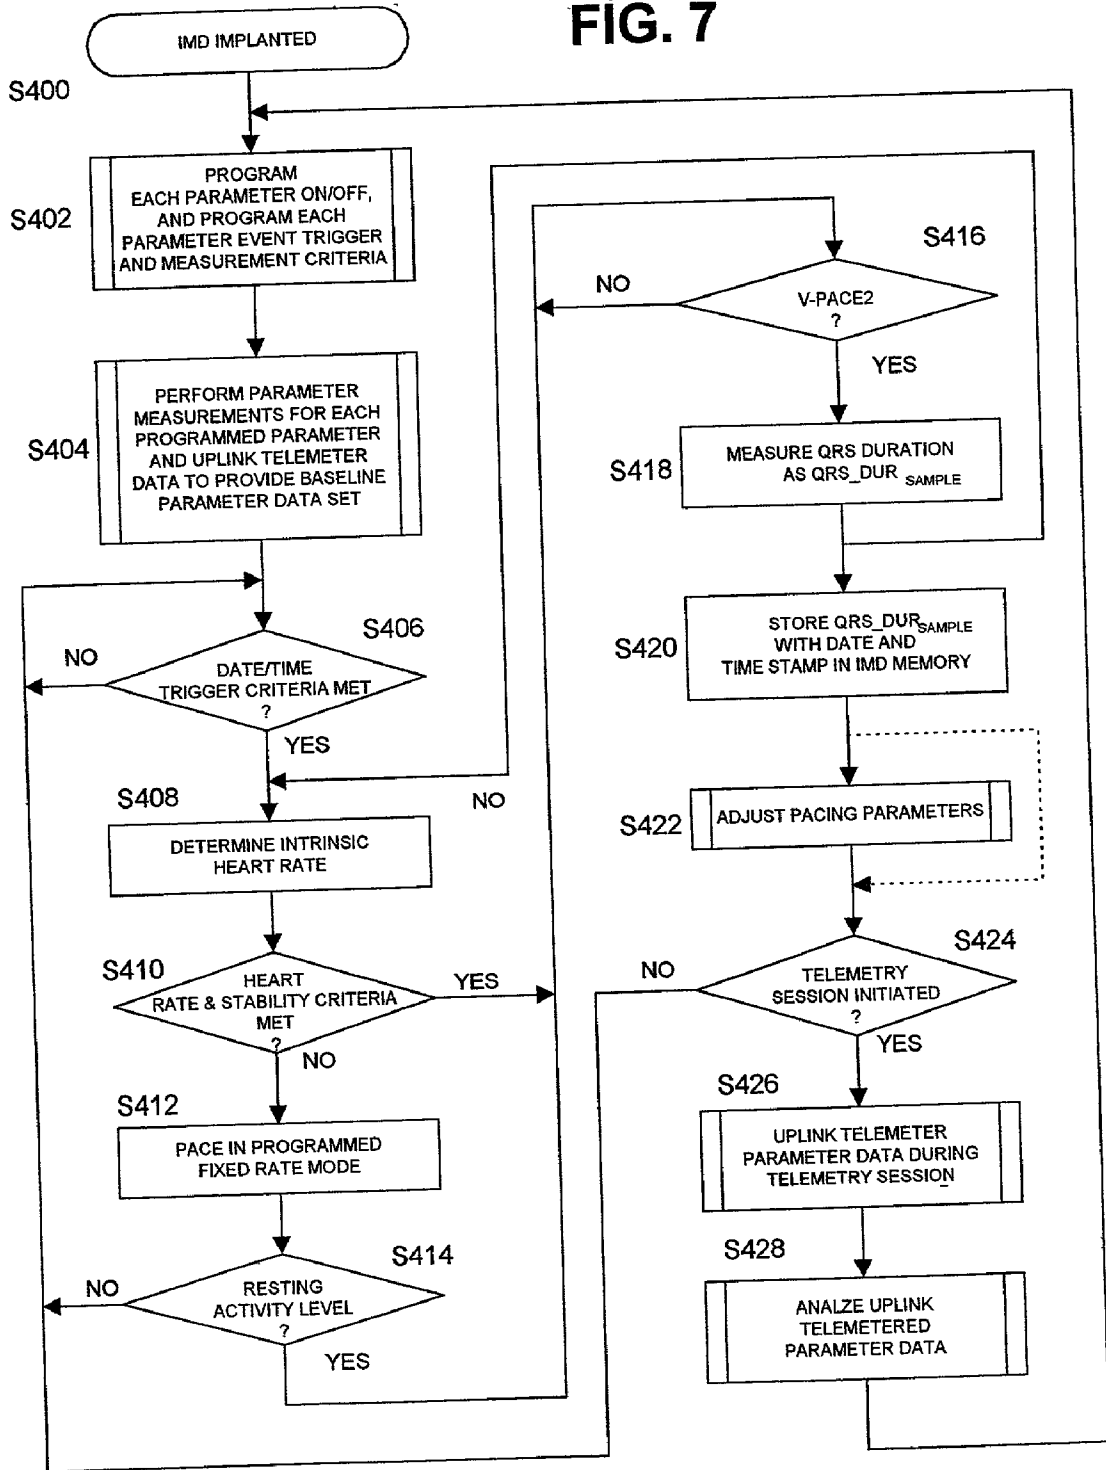 FIG. 7
IMD IMPLANTED
S400
S402
PROGRAM
EACH PARAMETER ON/OFF,
AND PROGRAM EACH
PARAMETER EVENT TRIGGER
AND MEASUREMENT CRITERIA
S404
PERFORM PARAMETER
MEASUREMENTS FOR EACH
PROGRAMMED PARAMETER
AND UPLINK TELEMETER
DATA TO PROVIDE BASELINE
PARAMETER DATA SET
S406
NO
DATE/TIME
TRIGGER CRITERIA MET
?
YES
NO
S408
DETERMINE INTRINSIC
HEART RATE
S410
HEART
RATE & STABILITY CRITERIA
MET
?
YES
NO
S412
PACE IN PROGRAMMED
FIXED RATE MODE
S414
NO
RESTING
ACTIVITY LEVEL
?
YES
S416
NO
V-PACE2
?
YES
S418
MEASURE QRS DURATION
AS QRS_DUR SAMPLE
S420
STORE QRS_DUR SAMPLE
WITH DATE AND
TIME STAMP IN IMD MEMORY
S422
ADJUST PACING PARAMETERS
S424
NO
TELEMETRY
SESSION INITIATED
?
YES
S426
UPLINK TELEMETER
PARAMETER DATA DURING
TELEMETRY SESSION
S428
ANALZE UPLINK
TELEMETERED
PARAMETER DATA